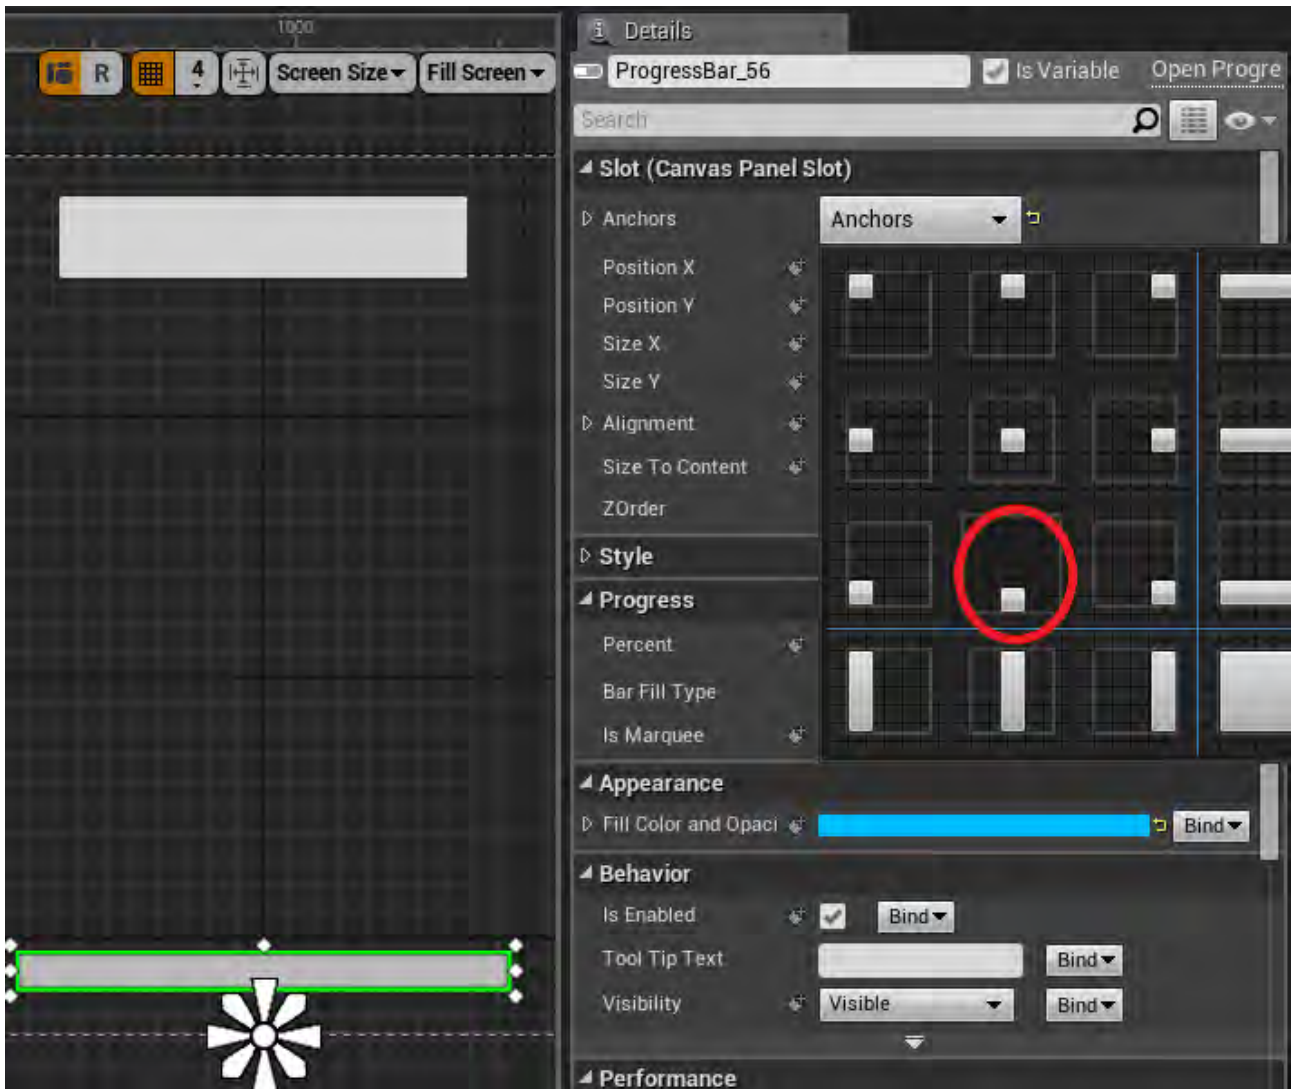 1000
R
4
Screen Size
Fill Screen
Details
ProgressBar_56
Is Variable
Open Progre
Search
Slot (Canvas Panel Slot)
Anchors
Anchors
Position X
Position Y
Size X
Size Y
Alignment
Size To Content
ZOrder
Style
Progress
Percent
Bar Fill Type
Is Marquee
Appearance
Fill Color and Opaci
Bind
Behavior
Is Enabled
Bind
Tool Tip Text
Bind
Visibility
Visible
Bind
Performance